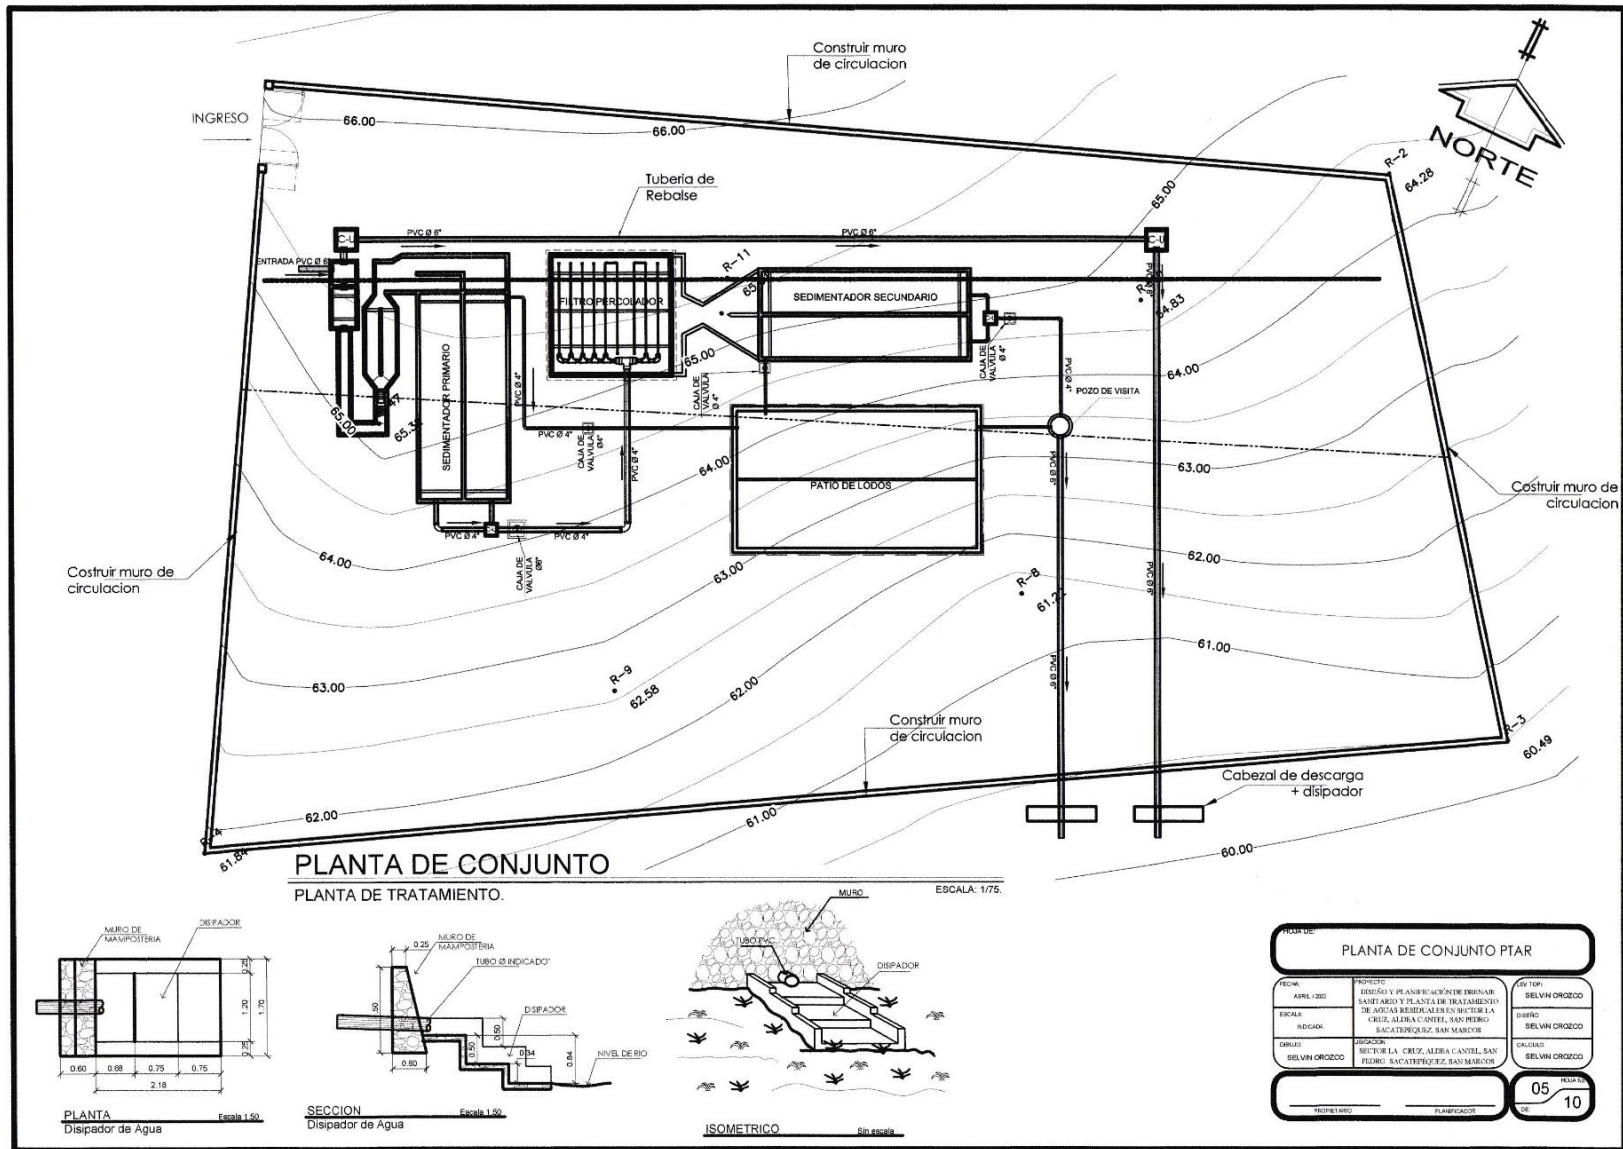 Construir muro
de circulacion
INGRESO
66.00
66.00
NORTE
R-2
64.28
65.00
Tuberia de
Rebalse
C-U
PVC Ø 6"
PVC Ø 6"
C-U
ENTRADA PVC Ø 6"
R-11
FILTRO PERCOLADOR
SEDIMENTADOR SECUNDARIO
PVC Ø 6"
64.83
65.00
64.00
SEDIMENTADOR PRIMARIO
PVC Ø 4"
CAJA DE
VALVULA
Ø 4"
CAJA DE
VALVULA
Ø 4"
PVC Ø 4"
POZO DE VISITA
65.00
PVC Ø 4"
CAJA DE
VALVULA
Ø4"
PVC Ø 4"
64.00
PATIO DE LODOS
PVC Ø 6"
63.00
Costruir muro de
circulacion
PVC Ø 4"
PVC Ø 4"
CAJA DE
VALVULA
Ø6"
64.00
63.00
62.00
Costruir muro de
circulacion
R-8
PVC Ø 6"
61.00
PVC Ø 6"
63.00
R-9
62.58
62.00
Construir muro
de circulacion
R-3
60.49
Cabezal de descarga
+ disipador
62.00
61.00
60.00
61.84
PLANTA DE CONJUNTO
PLANTA DE TRATAMIENTO.
ESCALA: 1/75.
MURO DE
MAMPOSTERIA
DISIPADOR
0.25
1.20
1.70
0.25
0.60
0.68
0.75
0.75
2.18
PLANTA
Escala 1.50
Disipador de Agua
0.25
MURO DE
MAMPOSTERIA
TUBO Ø INDICADO"
.50
DISIPADOR
0.50
0.50
0.34
0.84
NIVEL DE RIO
0.60
SECCION
Escala 1.50
Disipador de Agua
MURO
TUBO PVC
DISIPADOR
ISOMETRICO
Sin escala
HOJA DE:
PLANTA DE CONJUNTO PTAR
FECHA:
ABRIL / 2022
PROYECTO:
DISEÑO Y PLANIFICACIÓN DE DRENAJE
SANITARIO Y PLANTA DE TRATAMIENTO
DE AGUAS RESIDUALES EN SECTOR LA
CRUZ, ALDEA CANTEL, SAN PEDRO
SACATEPÉQUEZ, SAN MARCOS
LEV TOP:
SELVIN OROZCO
ESCALA:
INDICADA
DISEÑO
SELVIN OROZCO
DIBUJO:
SELVIN OROZCO
UBICACION:
SECTOR LA CRUZ, ALDEA CANTEL, SAN
PEDRO SACATEPÉQUEZ, SAN MARCOS
CALCULO
SELVIN OROZCO
PROPIETARIO
PLANIFICADOR
HOJA No
05
DE:
10